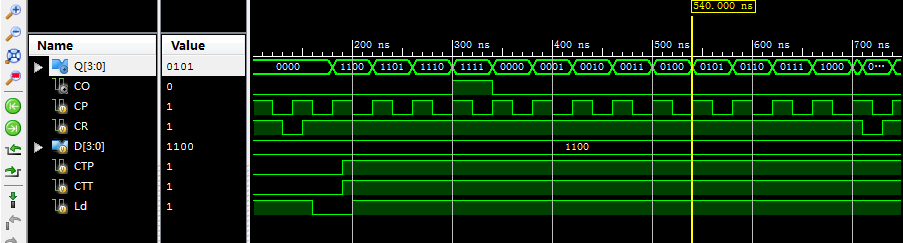 540.000 ns
Name Value 200 ns 300 ns 400 ns 500 ns 600 ns 700 ns
Q[3:0] 0101 0000 1100 1101 1110 1111 0000 0001 0010 0011 0100 0101 0110 0111 1000 0···
CO 0
CP 1
CR 1
D[3:0] 1100 1100
CTP 1
CTT 1
Ld 1